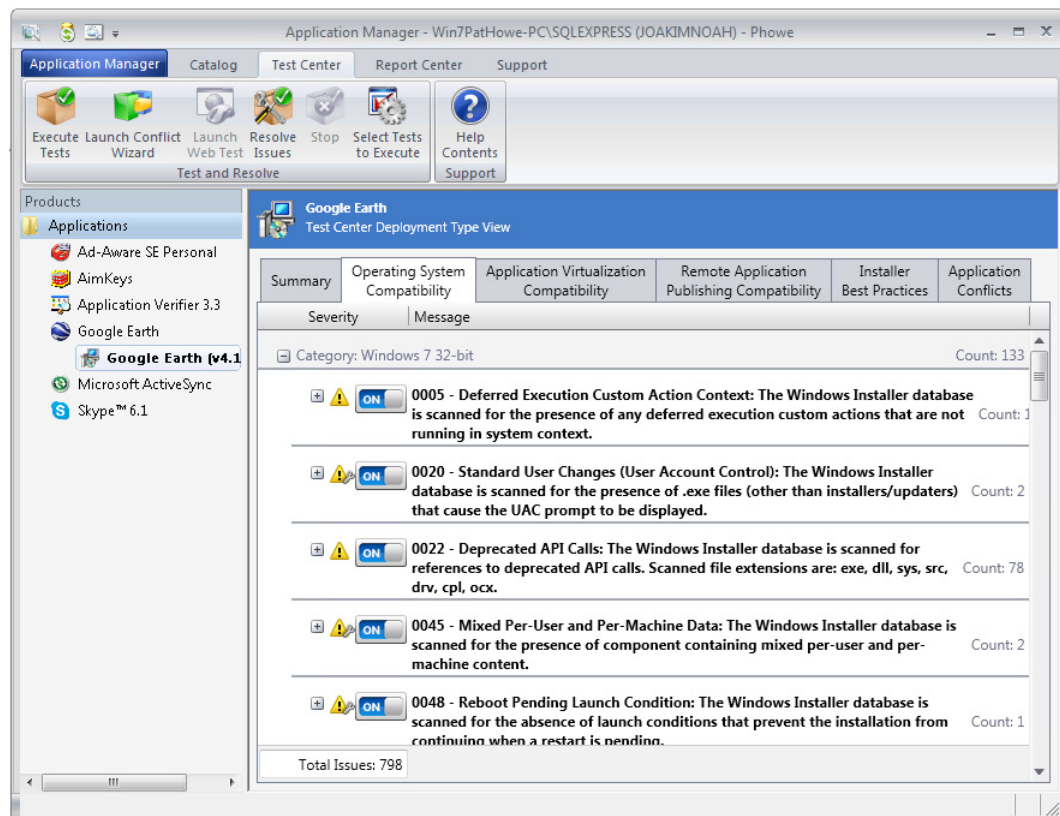 Application Manager - Win7PatHowe-PC\SQLEXPRESS (JOAKIMNOAH) - Phowe
Application Manager Catalog Test Center Report Center Support
Execute Tests
Launch Conflict Wizard
Launch Web Test
Resolve Issues
Stop
Select Tests to Execute
Help Contents
Test and Resolve
Support
Products
Applications
Ad-Aware SE Personal
AimKeys
Application Verifier 3.3
Google Earth
Google Earth (v4.1
Microsoft ActiveSync
Skype™ 6.1
Google Earth
Test Center Deployment Type View
Summary
Operating System Compatibility
Application Virtualization Compatibility
Remote Application Publishing Compatibility
Installer Best Practices
Application Conflicts
Severity Message
Category: Windows 7 32-bit Count: 133
ON 0005 - Deferred Execution Custom Action Context: The Windows Installer database
is scanned for the presence of any deferred execution custom actions that are not Count: 1
running in system context.
ON 0020 - Standard User Changes (User Account Control): The Windows Installer
database is scanned for the presence of .exe files (other than installers/updaters) Count: 2
that cause the UAC prompt to be displayed.
ON 0022 - Deprecated API Calls: The Windows Installer database is scanned for
references to deprecated API calls. Scanned file extensions are: exe, dll, sys, src, Count: 78
drv, cpl, ocx.
ON 0045 - Mixed Per-User and Per-Machine Data: The Windows Installer database is
scanned for the presence of component containing mixed per-user and per- Count: 2
machine content.
ON 0048 - Reboot Pending Launch Condition: The Windows Installer database is
scanned for the absence of launch conditions that prevent the installation from Count: 1
continuing when a restart is pending.
Total Issues: 798